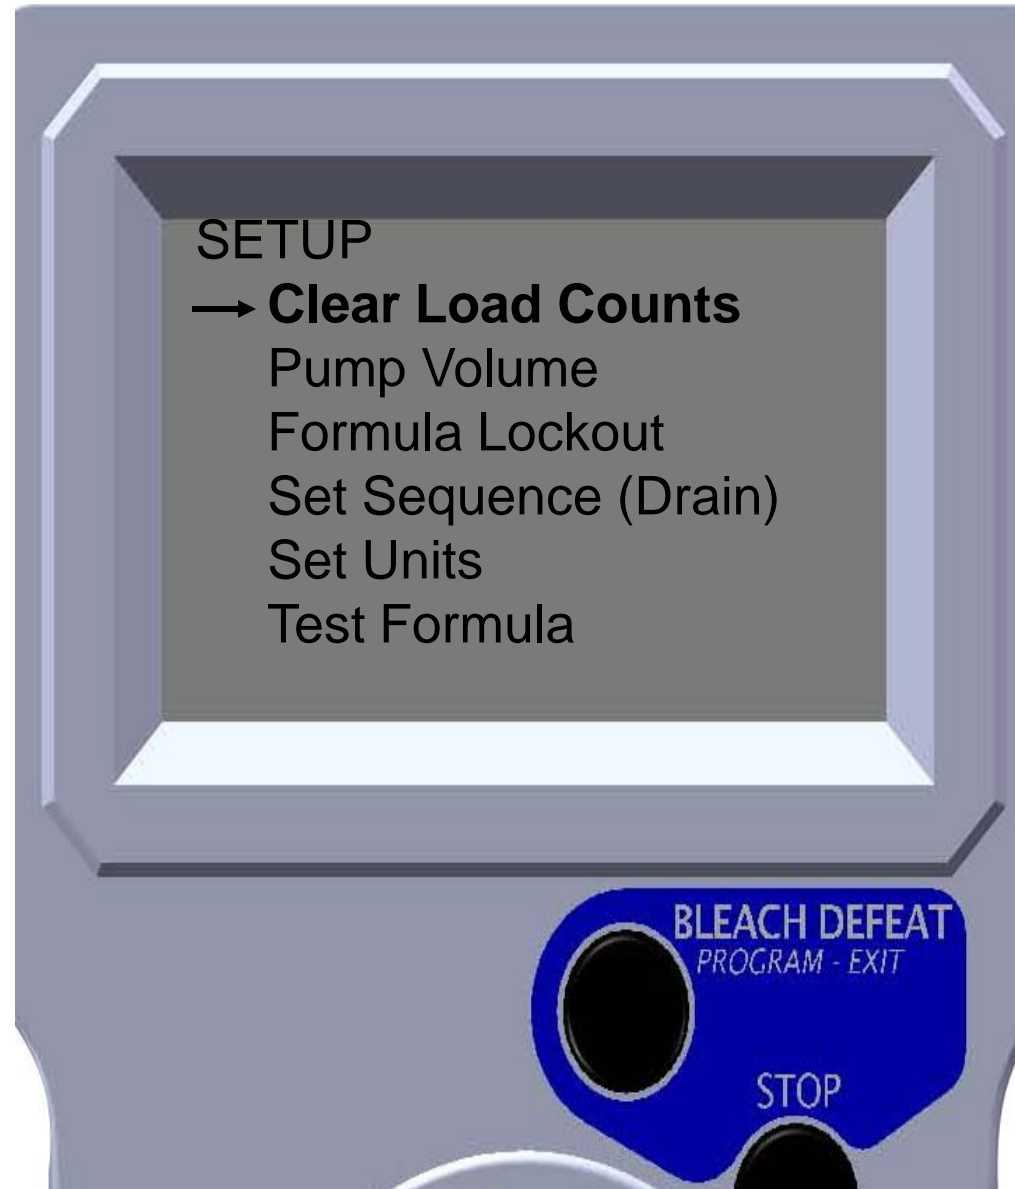 SETUP
Clear Load Counts
Pump Volume
Formula Lockout
Set Sequence (Drain)
Set Units
Test Formula
BLEACH DEFEAT
PROGRAM - EXIT
STOP